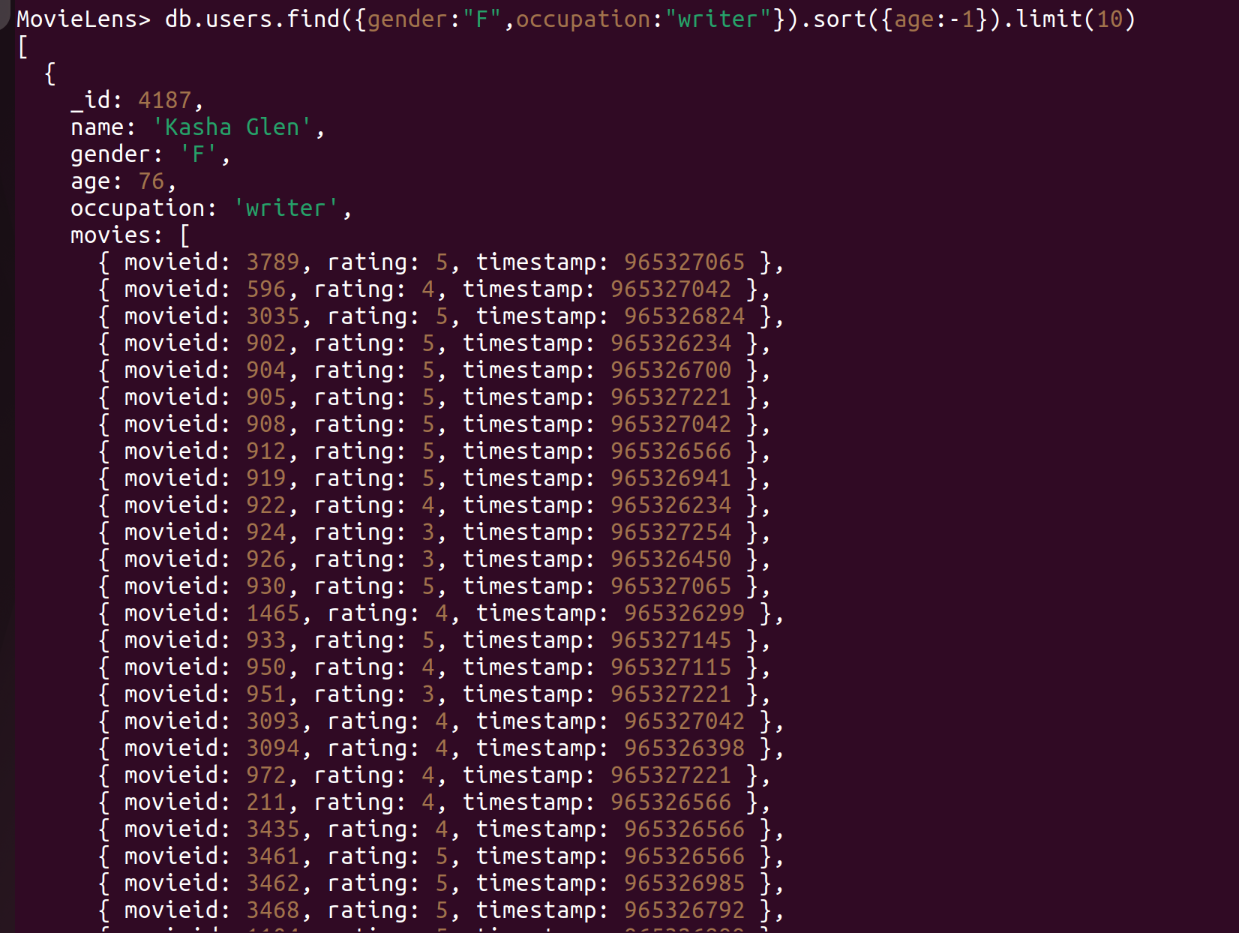 MovieLens> db.users.find({gender:"F",occupation:"writer"}).sort({age:-1}).limit(10)
[
  {
    _id: 4187,
    name: 'Kasha Glen',
    gender: 'F',
    age: 76,
    occupation: 'writer',
    movies: [
      { movieid: 3789, rating: 5, timestamp: 965327065 },
      { movieid: 596, rating: 4, timestamp: 965327042 },
      { movieid: 3035, rating: 5, timestamp: 965326824 },
      { movieid: 902, rating: 5, timestamp: 965326234 },
      { movieid: 904, rating: 5, timestamp: 965326700 },
      { movieid: 905, rating: 5, timestamp: 965327221 },
      { movieid: 908, rating: 5, timestamp: 965327042 },
      { movieid: 912, rating: 5, timestamp: 965326566 },
      { movieid: 919, rating: 5, timestamp: 965326941 },
      { movieid: 922, rating: 4, timestamp: 965326234 },
      { movieid: 924, rating: 3, timestamp: 965327254 },
      { movieid: 926, rating: 3, timestamp: 965326450 },
      { movieid: 930, rating: 5, timestamp: 965327065 },
      { movieid: 1465, rating: 4, timestamp: 965326299 },
      { movieid: 933, rating: 5, timestamp: 965327145 },
      { movieid: 950, rating: 4, timestamp: 965327115 },
      { movieid: 951, rating: 3, timestamp: 965327221 },
      { movieid: 3093, rating: 4, timestamp: 965327042 },
      { movieid: 3094, rating: 4, timestamp: 965326398 },
      { movieid: 972, rating: 4, timestamp: 965327221 },
      { movieid: 211, rating: 4, timestamp: 965326566 },
      { movieid: 3435, rating: 4, timestamp: 965326566 },
      { movieid: 3461, rating: 5, timestamp: 965326566 },
      { movieid: 3462, rating: 5, timestamp: 965326985 },
      { movieid: 3468, rating: 5, timestamp: 965326792 },